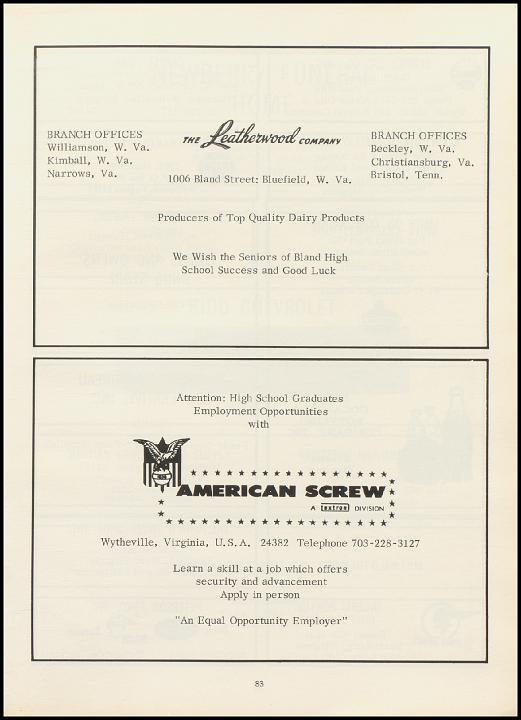 BRANCH OFFICES
Williamson, W. Va.
Kimball, W. Va.
Narrows, Va.
THE Leatherwood COMPANY
1006 Bland Street: Bluefield, W. Va.
BRANCH OFFICES
Beckley, W. Va.
Christiansburg, Va.
Bristol, Tenn.
Producers of Top Quality Dairy Products
We Wish the Seniors of Bland High
School Success and Good Luck
Attention: High School Graduates
Employment Opportunities
with
AMERICAN SCREW
A textron DIVISION
Wytheville, Virginia, U.S.A. 24382 Telephone 703-228-3127
Learn a skill at a job which offers
security and advancement
Apply in person
"An Equal Opportunity Employer"
83